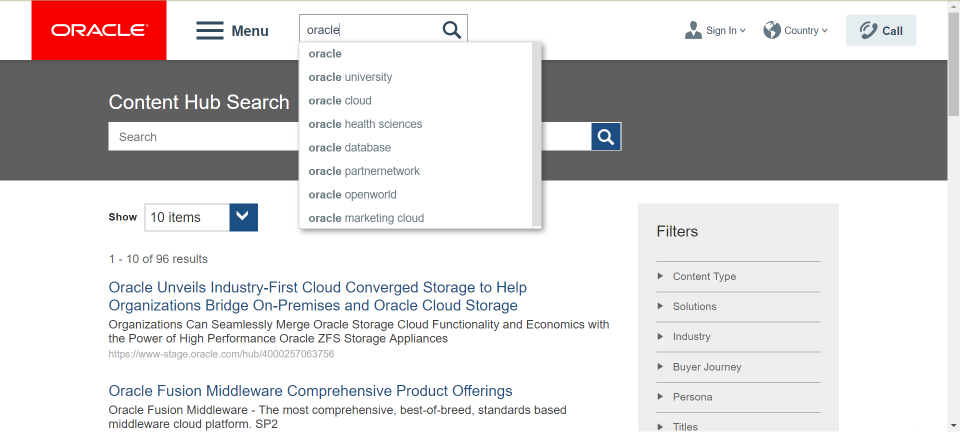 ORACLE
Menu
oracle
Sign In
Country
Call
oracle
oracle university
oracle cloud
oracle health sciences
oracle database
oracle partnernetwork
oracle openworld
oracle marketing cloud
Content Hub Search
Search
Show
10 items
1 - 10 of 96 results
Oracle Unveils Industry-First Cloud Converged Storage to Help
Organizations Bridge On-Premises and Oracle Cloud Storage
Organizations Can Seamlessly Merge Oracle Storage Cloud Functionality and Economics with
the Power of High Performance Oracle ZFS Storage Appliances
https://www-stage.oracle.com/hub/4000257063756
Oracle Fusion Middleware Comprehensive Product Offerings
Oracle Fusion Middleware - The most comprehensive, best-of-breed, standards based
middleware cloud platform. SP2
Filters
Content Type
Solutions
Industry
Buyer Journey
Persona
Titles